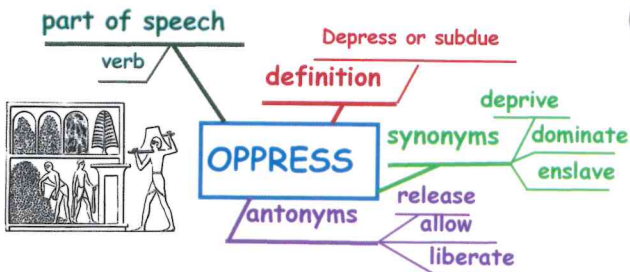 part of speech
verb
Depress or subdue
definition
OPPRESS
synonyms
deprive
dominate
enslave
antonyms
release
allow
liberate